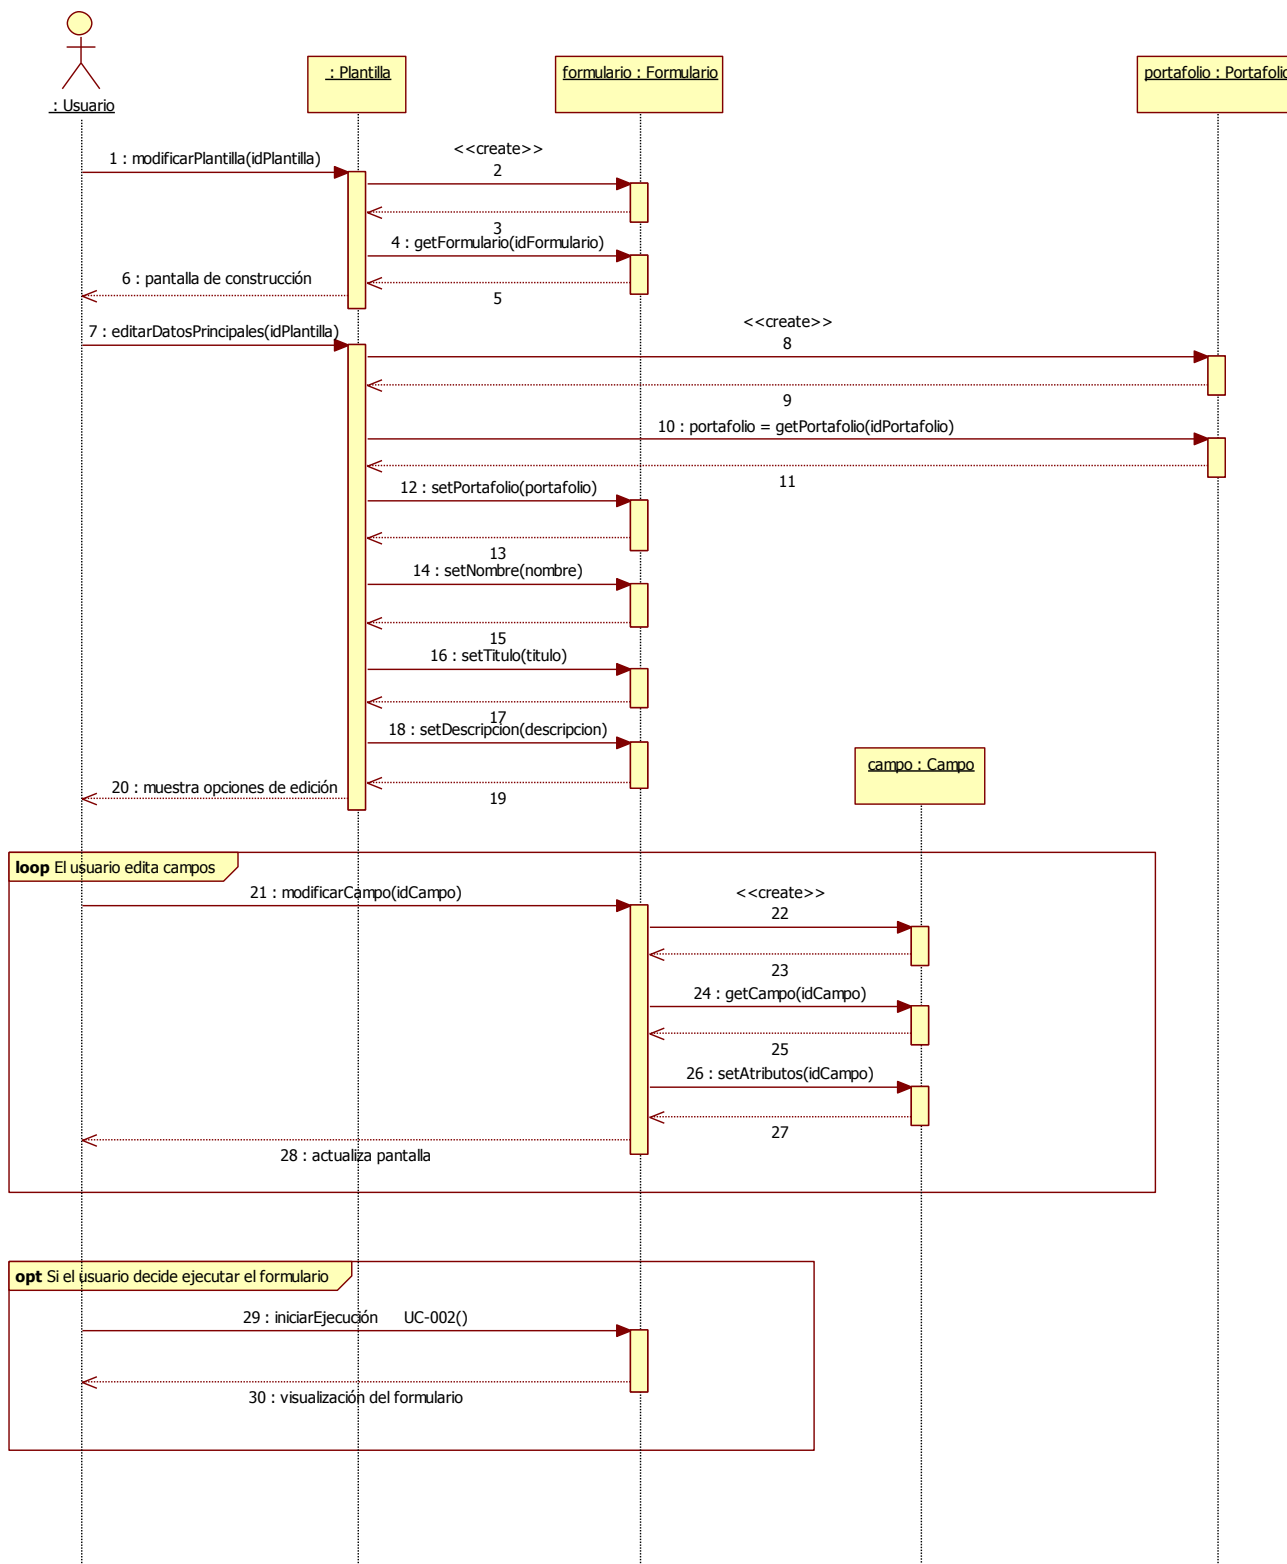 : Usuario
: Plantilla
formulario : Formulario
portafolio : Portafolio
1 : modificarPlantilla(idPlantilla)
<<create>>
2
3
4 : getFormulario(idFormulario)
5
6 : pantalla de construcción
7 : editarDatosPrincipales(idPlantilla)
<<create>>
8
9
10 : portafolio = getPortafolio(idPortafolio)
11
12 : setPortafolio(portafolio)
13
14 : setNombre(nombre)
15
16 : setTitulo(titulo)
17
18 : setDescripcion(descripcion)
19
20 : muestra opciones de edición
campo : Campo
loop El usuario edita campos
21 : modificarCampo(idCampo)
<<create>>
22
23
24 : getCampo(idCampo)
25
26 : setAtributos(idCampo)
27
28 : actualiza pantalla
opt Si el usuario decide ejecutar el formulario
29 : iniciarEjecución UC-002()
30 : visualización del formulario